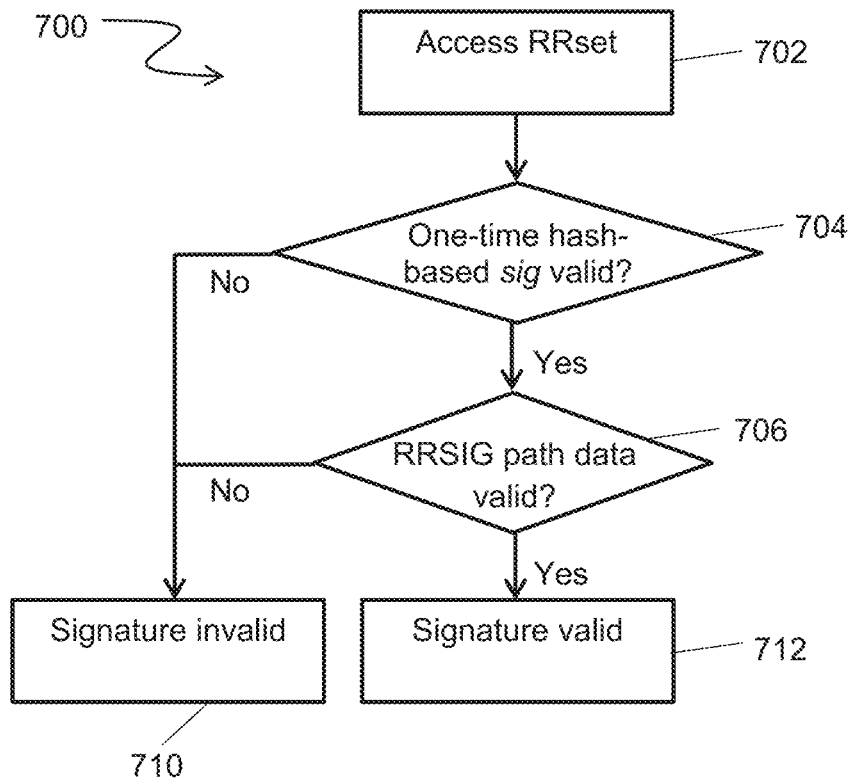 700
Access RRset
702
One-time hash-
based sig valid?
704
No
Yes
RRSIG path data
valid?
706
No
Yes
Signature invalid
Signature valid
712
710